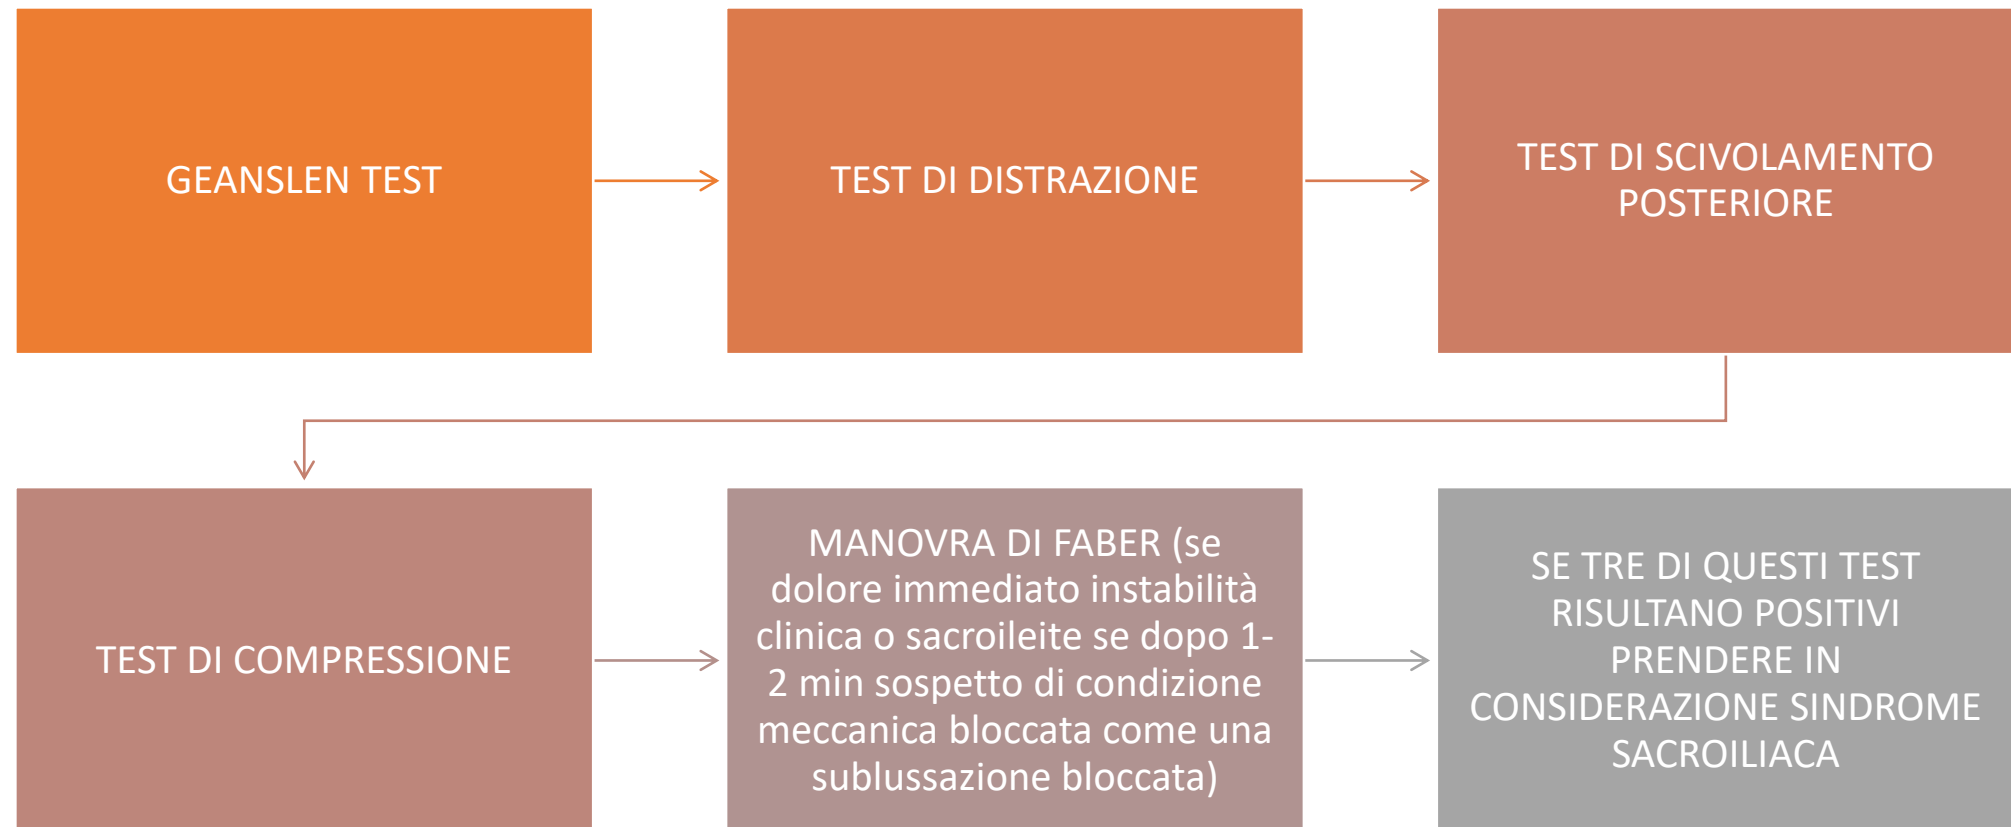 GEANSLEN TEST
TEST DI DISTRAZIONE
TEST DI SCIVOLAMENTO
POSTERIORE
TEST DI COMPRESSIONE
MANOVRA DI FABER (se
dolore immediato instabilità
clinica o sacroileite se dopo 1-
2 min sospetto di condizione
meccanica bloccata come una
sublussazione bloccata)
SE TRE DI QUESTI TEST
RISULTANO POSITIVI
PRENDERE IN
CONSIDERAZIONE SINDROME
SACROILIACA